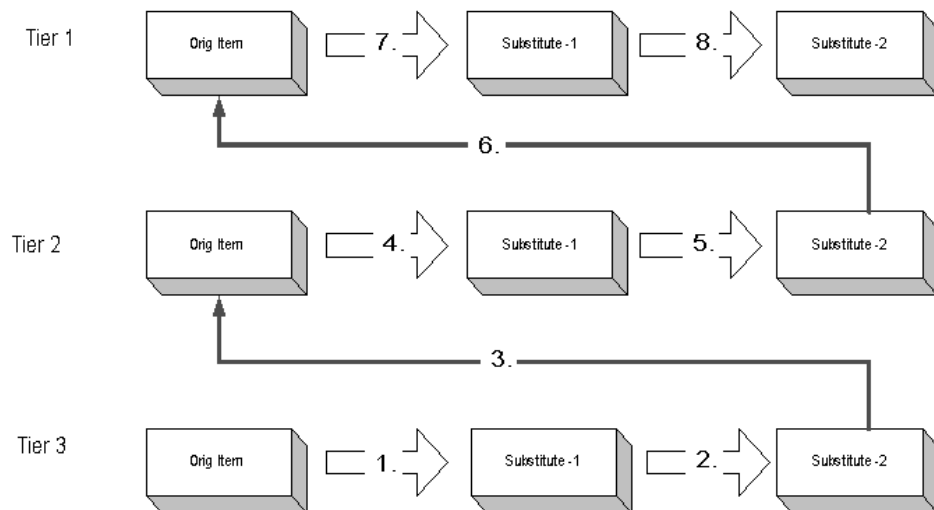 Tier 1
Orig Item
7.
Substitute -1
8.
Substitute -2
6.
Tier 2
Orig Item
4.
Substitute -1
5.
Substitute -2
3.
Tier 3
Orig Item
1.
Substitute -1
2.
Substitute -2